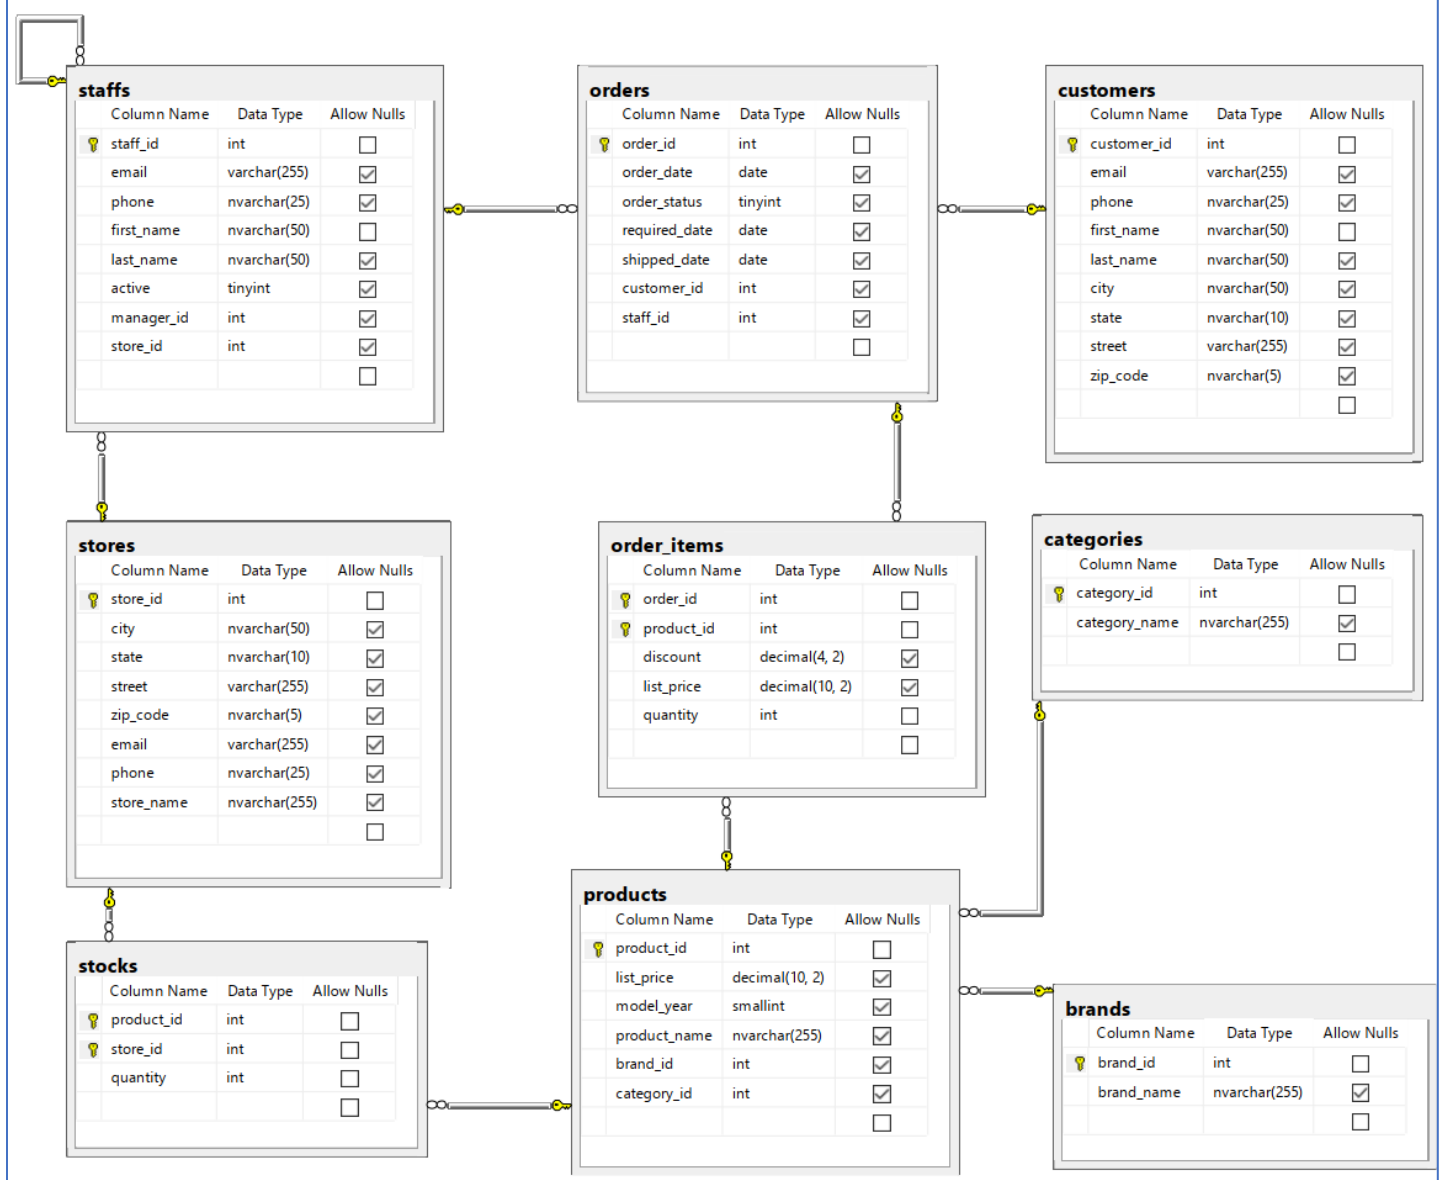 staffs
Column Name Data Type Allow Nulls
staff_id int
email varchar(255)
phone nvarchar(25)
first_name nvarchar(50)
last_name nvarchar(50)
active tinyint
manager_id int
store_id int
orders
Column Name Data Type Allow Nulls
order_id int
order_date date
order_status tinyint
required_date date
shipped_date date
customer_id int
staff_id int
customers
Column Name Data Type Allow Nulls
customer_id int
email varchar(255)
phone nvarchar(25)
first_name nvarchar(50)
last_name nvarchar(50)
city nvarchar(50)
state nvarchar(10)
street varchar(255)
zip_code nvarchar(5)
stores
Column Name Data Type Allow Nulls
store_id int
city nvarchar(50)
state nvarchar(10)
street varchar(255)
zip_code nvarchar(5)
email varchar(255)
phone nvarchar(25)
store_name nvarchar(255)
order_items
Column Name Data Type Allow Nulls
order_id int
product_id int
discount decimal(4, 2)
list_price decimal(10, 2)
quantity int
categories
Column Name Data Type Allow Nulls
category_id int
category_name nvarchar(255)
stocks
Column Name Data Type Allow Nulls
product_id int
store_id int
quantity int
products
Column Name Data Type Allow Nulls
product_id int
list_price decimal(10, 2)
model_year smallint
product_name nvarchar(255)
brand_id int
category_id int
brands
Column Name Data Type Allow Nulls
brand_id int
brand_name nvarchar(255)